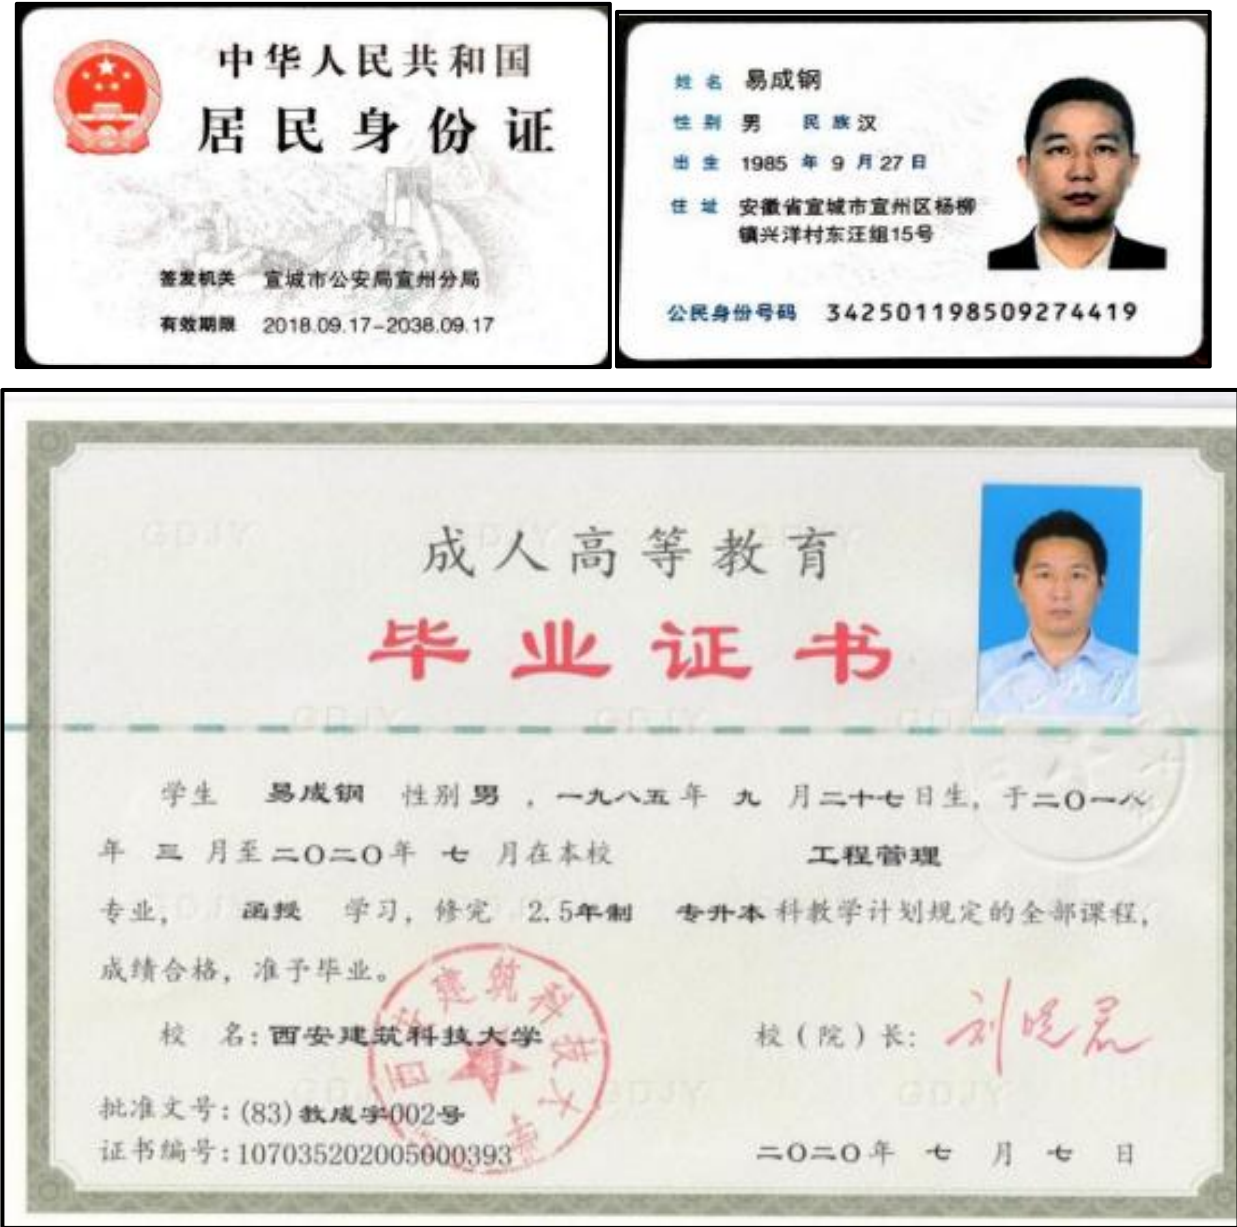 中华人民共和国
居民身份证
签发机关 宣城市公安局宣州分局
有效期限 2018.09.17-2038.09.17
姓名 易成钢
性别 男 民族 汉
出生 1985 年 9 月 27 日
住址 安徽省宣城市宣州区杨柳
镇兴洋村东汪组15号
公民身份号码 342501198509274419
成人高等教育
毕业证书
学生 易成钢 性别 男 ，一九八五 年 九 月 二十七 日生，于 二〇一八
年 三 月至 二〇二〇 年 七 月在本校 工程管理
专业， 函授 学习，修完 2.5年制 专升本 科教学计划规定的全部课程，
成绩合格，准予毕业。
校 名：西安建筑科技大学
校（院）长：刘晓君
西安建筑科技大学
批准文号：(83) 教成字002号
证书编号：107035202005000393
二〇二〇 年 七 月 七 日